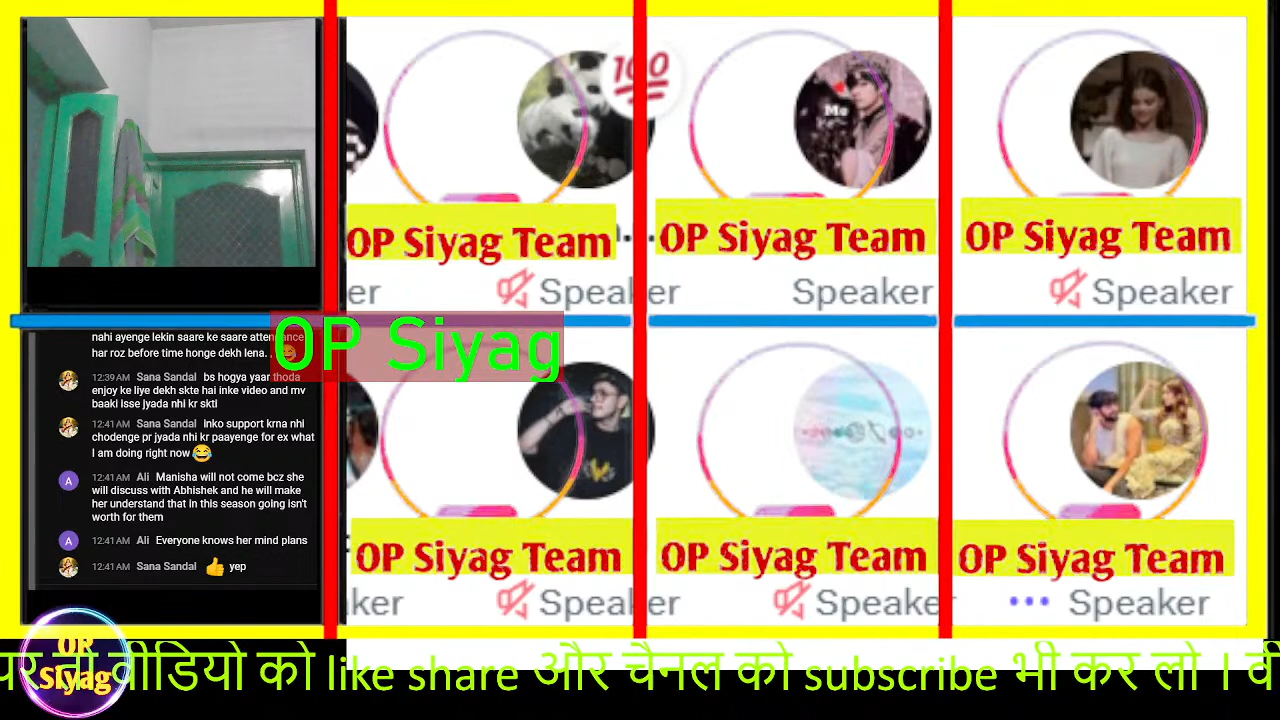 100
Me
OP Siyag Team
OP Siyag Team
OP Siyag Team
Speaker
Speaker
Speaker
OP Siyag
nahi ayenge lekin saare ke saare attendance
har roz before time honge dekh lena.
12:39 AM Sana Sandal bs hogya yaar thoda
enjoy ke liye dekh skte hai inke video and mv
baaki isse jyada nhi kr skti
12:41 AM Sana Sandal Inko support krna nhi
chodenge pr jyada nhi kr paayenge for ex what
I am doing right now
A 12:41 AM Ali Manisha will not come bcz she
will discuss with Abhishek and he will make
her understand that in this season going isn't
worth for them
A 12:41 AM Ali Everyone knows her mind plans
12:41 AM Sana Sandal yep
OP Siyag Team
OP Siyag Team
OP Siyag Team
ker
Speaker
Speaker
Speaker
OR
Siyag
वीडियो को like share और चैनल को subscribe भी कर लो ।